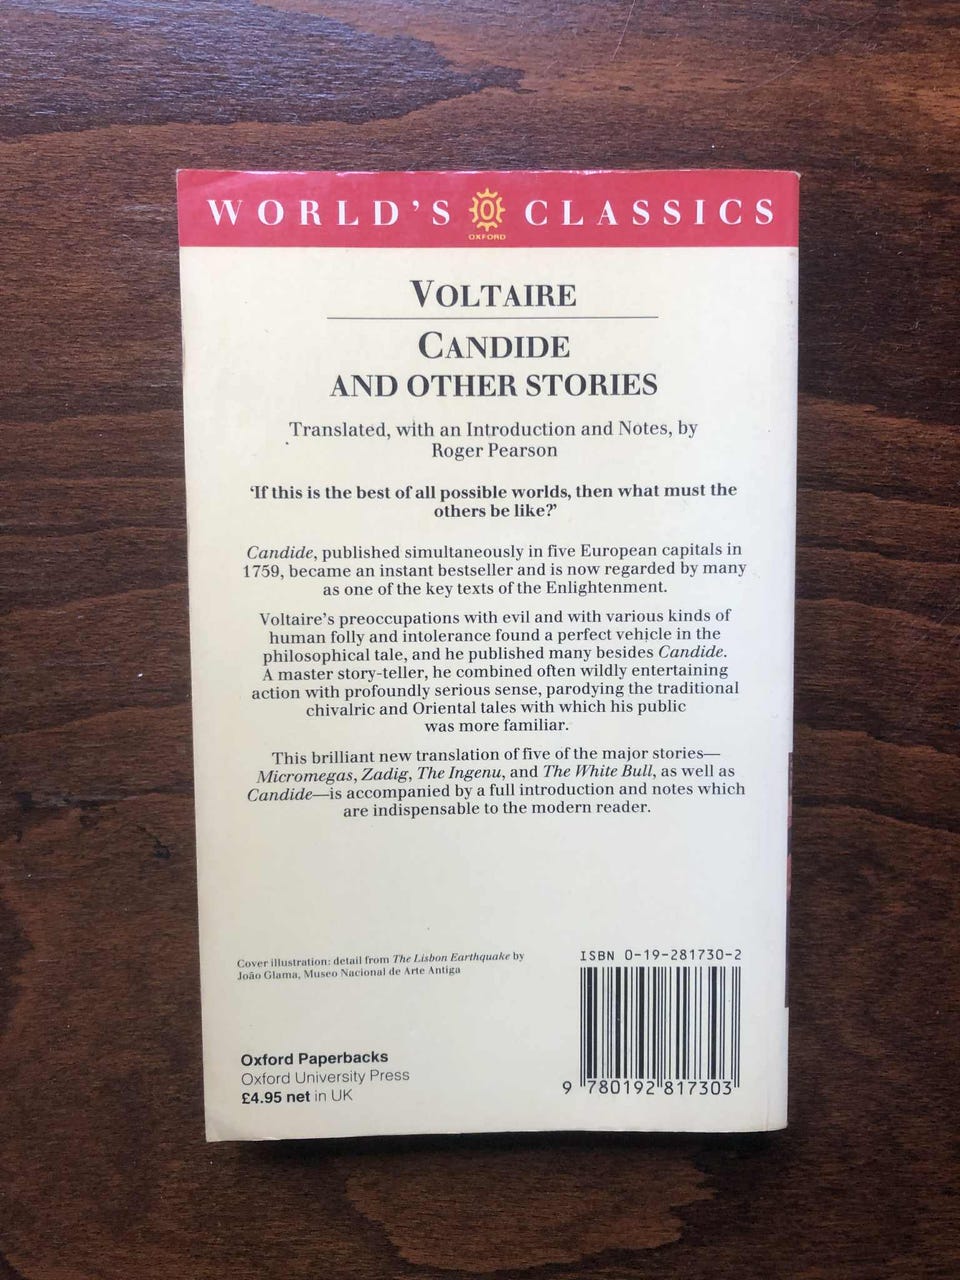 WORLD'S OXFORD CLASSICS
VOLTAIRE
CANDIDE
AND OTHER STORIES
Translated, with an Introduction and Notes, by
Roger Pearson
'If this is the best of all possible worlds, then what must the
others be like?'
Candide, published simultaneously in five European capitals in
1759, became an instant bestseller and is now regarded by many
as one of the key texts of the Enlightenment.
Voltaire's preoccupations with evil and with various kinds of
human folly and intolerance found a perfect vehicle in the
philosophical tale, and he published many besides Candide.
A master story-teller, he combined often wildly entertaining
action with profoundly serious sense, parodying the traditional
chivalric and Oriental tales with which his public
was more familiar.
This brilliant new translation of five of the major stories—
Micromegas, Zadig, The Ingenu, and The White Bull, as well as
Candide—is accompanied by a full introduction and notes which
are indispensable to the modern reader.
Cover illustration: detail from The Lisbon Earthquake by
João Glama, Museo Nacional de Arte Antiga
ISBN 0-19-281730-2
9 780192 817303
Oxford Paperbacks
Oxford University Press
£4.95 net in UK